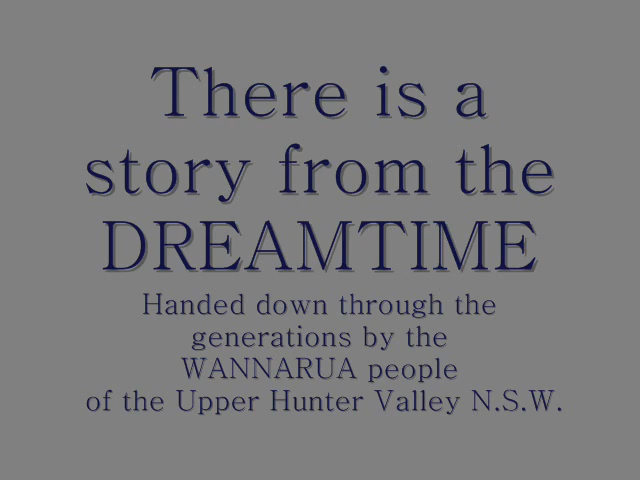 There is a
story from the
DREAMTIME
Handed down through the
generations by the
WANNARUA people
of the Upper Hunter Valley N.S.W.